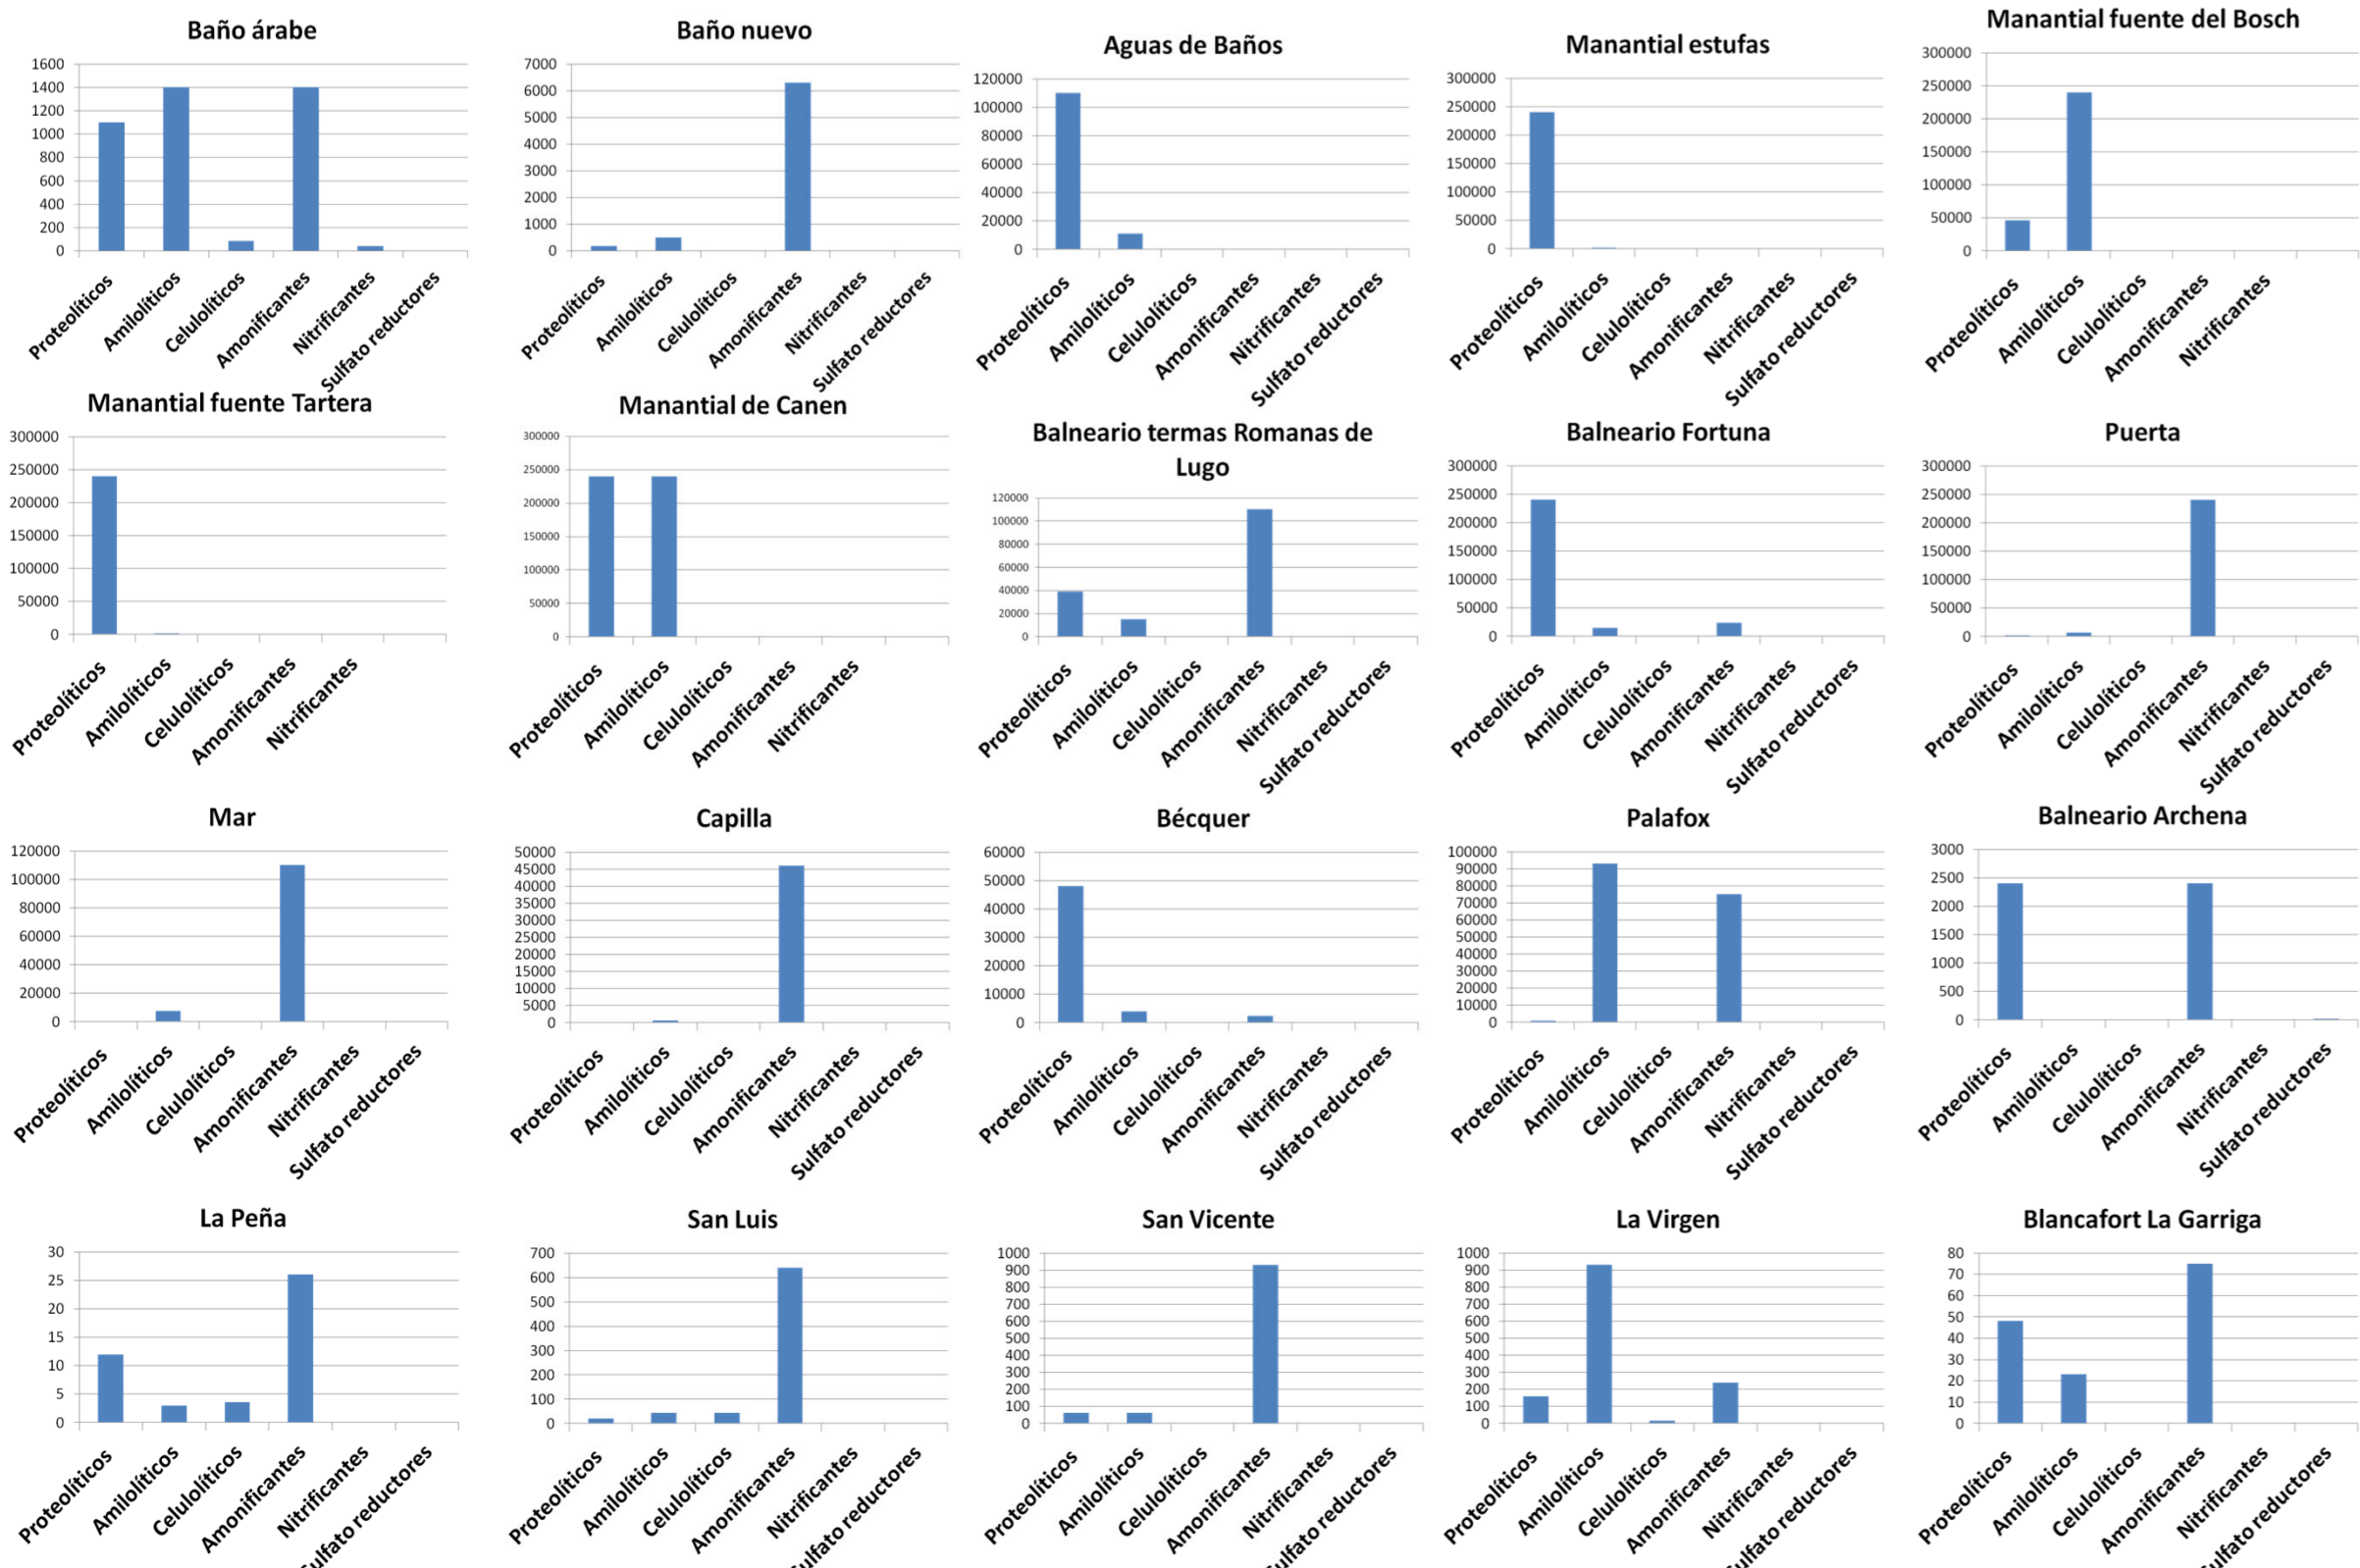 Baño árabe
1600
1400
1200
1000
800
600
400
200
0
Proteolíticos
Amilolíticos
Celulolíticos
Amonificantes
Nitrificantes
Sulfato reductores
Baño nuevo
7000
6000
5000
4000
3000
2000
1000
0
Proteolíticos
Amilolíticos
Celulolíticos
Amonificantes
Nitrificantes
Sulfato reductores
Aguas de Baños
120000
100000
80000
60000
40000
20000
0
Proteolíticos
Amilolíticos
Celulolíticos
Amonificantes
Nitrificantes
Sulfato reductores
Manantial estufas
300000
250000
200000
150000
100000
50000
0
Proteolíticos
Amilolíticos
Celulolíticos
Amonificantes
Nitrificantes
Sulfato reductores
Manantial fuente del Bosch
300000
250000
200000
150000
100000
50000
0
Proteolíticos
Amilolíticos
Celulolíticos
Amonificantes
Nitrificantes
Manantial fuente Tartera
300000
250000
200000
150000
100000
50000
0
Proteolíticos
Amilolíticos
Celulolíticos
Amonificantes
Nitrificantes
Manantial de Canen
300000
250000
200000
150000
100000
50000
0
Proteolíticos
Amilolíticos
Celulolíticos
Amonificantes
Nitrificantes
Balneario termas Romanas de
Lugo
120000
100000
80000
60000
40000
20000
0
Proteolíticos
Amilolíticos
Celulolíticos
Amonificantes
Nitrificantes
Sulfato reductores
Balneario Fortuna
300000
250000
200000
150000
100000
50000
0
Proteolíticos
Amilolíticos
Celulolíticos
Amonificantes
Nitrificantes
Sulfato reductores
Puerta
300000
250000
200000
150000
100000
50000
0
Proteolíticos
Amilolíticos
Celulolíticos
Amonificantes
Nitrificantes
Sulfato reductores
Mar
120000
100000
80000
60000
40000
20000
0
Proteolíticos
Amilolíticos
Celulolíticos
Amonificantes
Nitrificantes
Sulfato reductores
Capilla
50000
45000
40000
35000
30000
25000
20000
15000
10000
5000
0
Proteolíticos
Amilolíticos
Celulolíticos
Amonificantes
Nitrificantes
Sulfato reductores
Bécquer
60000
50000
40000
30000
20000
10000
0
Proteolíticos
Amilolíticos
Celulolíticos
Amonificantes
Nitrificantes
Sulfato reductores
Palafox
100000
90000
80000
70000
60000
50000
40000
30000
20000
10000
0
Proteolíticos
Amilolíticos
Celulolíticos
Amonificantes
Nitrificantes
Sulfato reductores
Balneario Archena
3000
2500
2000
1500
1000
500
0
Proteolíticos
Amilolíticos
Celulolíticos
Amonificantes
Nitrificantes
Sulfato reductores
La Peña
30
25
20
15
10
5
0
Proteolíticos
Amilolíticos
Celulolíticos
Amonificantes
Nitrificantes
Sulfato reductores
San Luis
700
600
500
400
300
200
100
0
Proteolíticos
Amilolíticos
Celulolíticos
Amonificantes
Nitrificantes
Sulfato reductores
San Vicente
1000
900
800
700
600
500
400
300
200
100
0
Proteolíticos
Amilolíticos
Celulolíticos
Amonificantes
Nitrificantes
Sulfato reductores
La Virgen
1000
900
800
700
600
500
400
300
200
100
0
Proteolíticos
Amilolíticos
Celulolíticos
Amonificantes
Nitrificantes
Sulfato reductores
Blancafort La Garriga
80
70
60
50
40
30
20
10
0
Proteolíticos
Amilolíticos
Celulolíticos
Amonificantes
Nitrificantes
Sulfato reductores